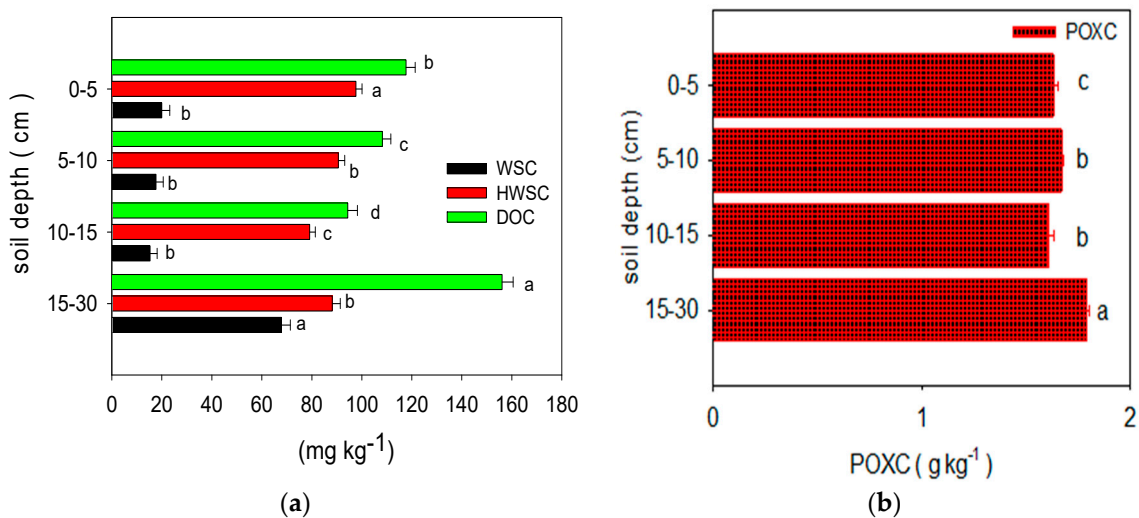 soil depth ( cm )
0-5
5-10
10-15
15-30
b
a
b
c
b
b
d
c
b
a
b
a
WSC
HWSC
DOC
0 20 40 60 80 100 120 140 160 180
(mg kg-1)
(a)
POXC
soil depth (cm)
0-5
5-10
10-15
15-30
c
b
b
a
0 1 2
POXC ( g kg-1)
(b)